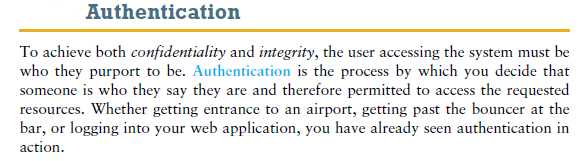 Authentication
To achieve both confidentiality and integrity, the user accessing the system must be
who they purport to be. Authentication is the process by which you decide that
someone is who they say they are and therefore permitted to access the requested
resources. Whether getting entrance to an airport, getting past the bouncer at the
bar, or logging into your web application, you have already seen authentication in
action.